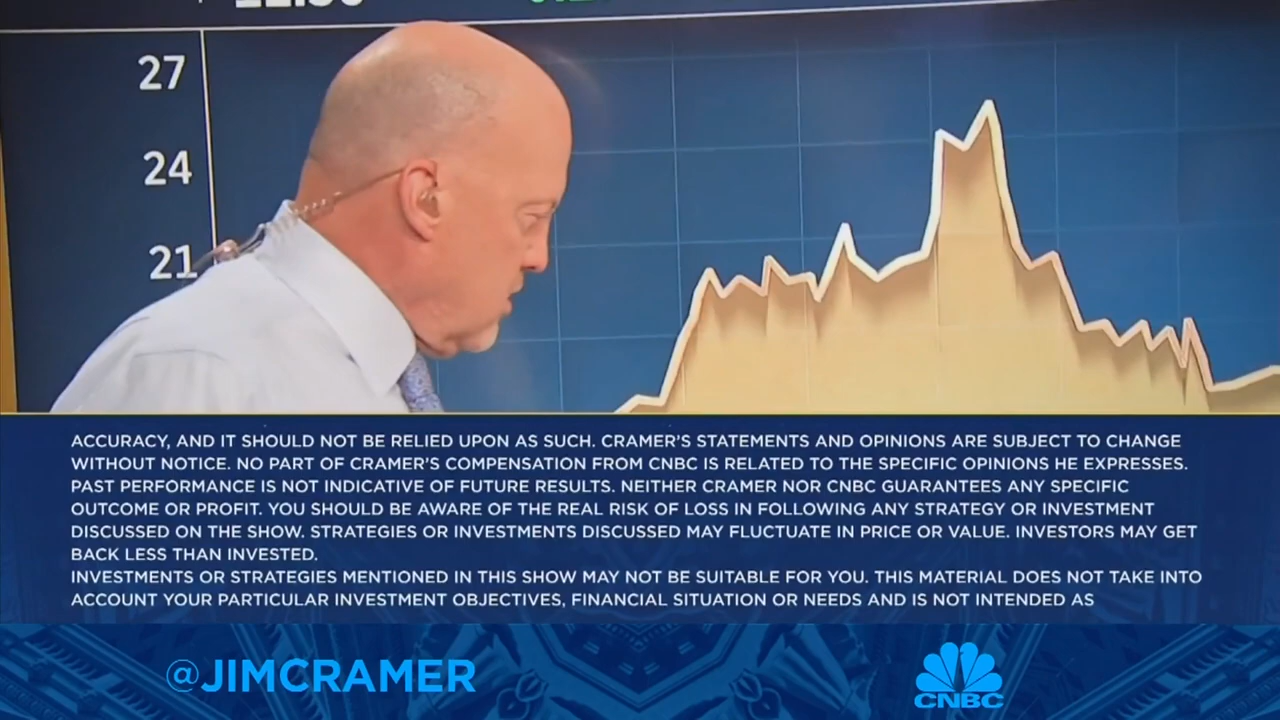 27
24
21
ACCURACY, AND IT SHOULD NOT BE RELIED UPON AS SUCH. CRAMER'S STATEMENTS AND OPINIONS ARE SUBJECT TO CHANGE
WITHOUT NOTICE. NO PART OF CRAMER'S COMPENSATION FROM CNBC IS RELATED TO THE SPECIFIC OPINIONS HE EXPRESSES.
PAST PERFORMANCE IS NOT INDICATIVE OF FUTURE RESULTS. NEITHER CRAMER NOR CNBC GUARANTEES ANY SPECIFIC
OUTCOME OR PROFIT. YOU SHOULD BE AWARE OF THE REAL RISK OF LOSS IN FOLLOWING ANY STRATEGY OR INVESTMENT
DISCUSSED ON THE SHOW. STRATEGIES OR INVESTMENTS DISCUSSED MAY FLUCTUATE IN PRICE OR VALUE. INVESTORS MAY GET
BACK LESS THAN INVESTED.
INVESTMENTS OR STRATEGIES MENTIONED IN THIS SHOW MAY NOT BE SUITABLE FOR YOU. THIS MATERIAL DOES NOT TAKE INTO
ACCOUNT YOUR PARTICULAR INVESTMENT OBJECTIVES, FINANCIAL SITUATION OR NEEDS AND IS NOT INTENDED AS
@JIMCRAMER
CNBC